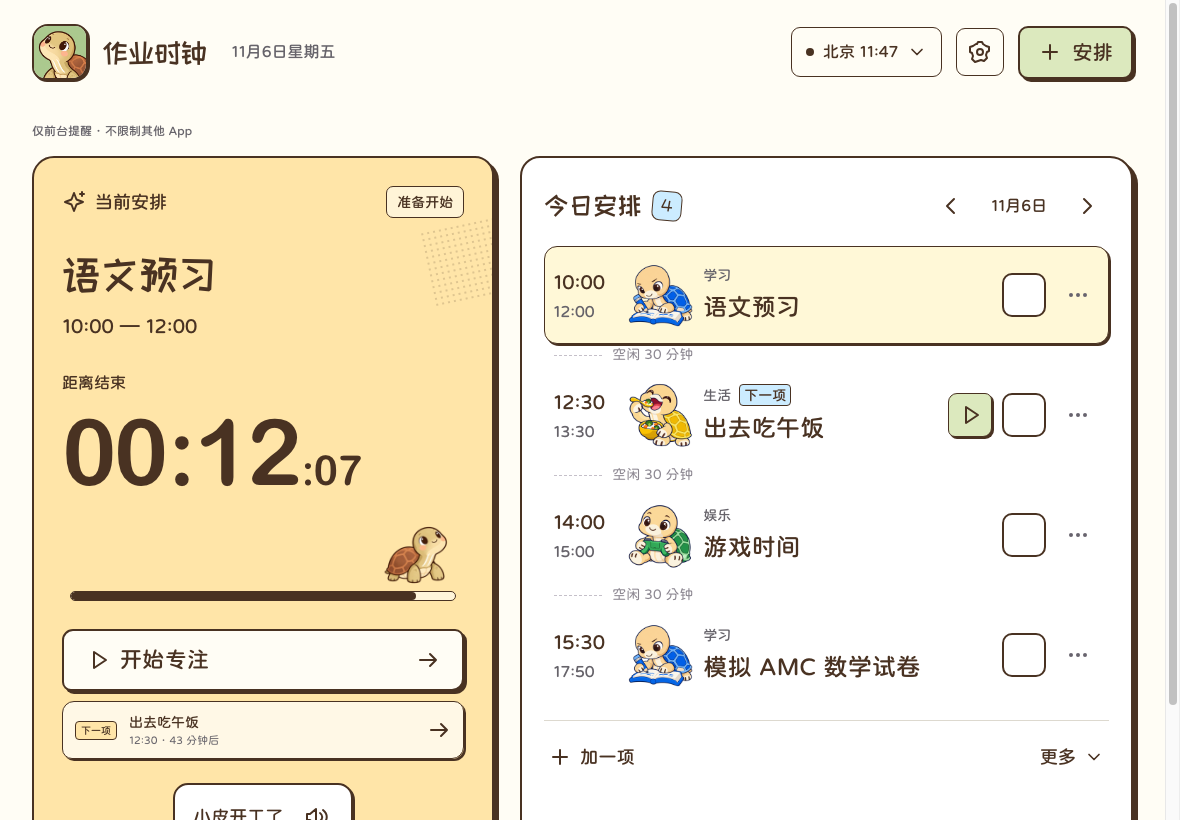 作业时钟
11月6日星期五
北京 11:47
安排
仅前台提醒 · 不限制其他 App
当前安排
准备开始
语文预习
10:00 — 12:00
距离结束
00:12:07
开始专注
下一项
出去吃午饭
12:30 · 43 分钟后
小皮开工了
今日安排 4
11月6日
10:00
12:00
学习
语文预习
空闲 30 分钟
12:30
13:30
生活 下一项
出去吃午饭
空闲 30 分钟
14:00
15:00
娱乐
游戏时间
空闲 30 分钟
15:30
17:50
学习
模拟 AMC 数学试卷
加一项
更多